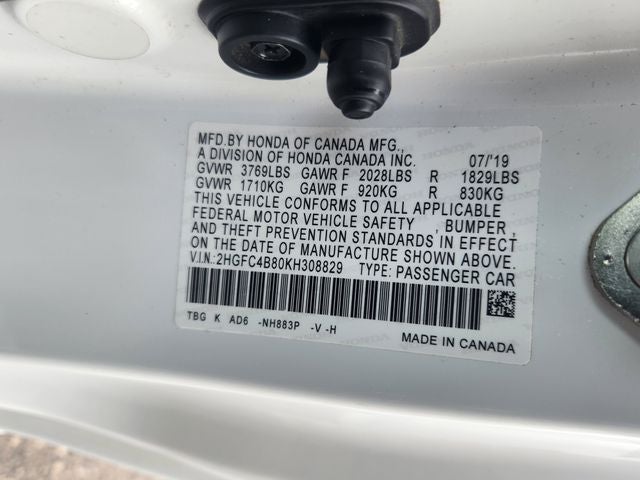 MFD.BY HONDA OF CANADA MFG.,
A DIVISION OF HONDA CANADA INC. 07/'19
GVWR 3769LBS GAWR F 2028LBS R 1829LBS
GVWR 1710KG GAWR F 920KG R 830KG
THIS VEHICLE CONFORMS TO ALL APPLICABLE
FEDERAL MOTOR VEHICLE SAFETY , BUMPER ,
AND THEFT PREVENTION STANDARDS IN EFFECT
ON THE DATE OF MANUFACTURE SHOWN ABOVE.
V.I.N.:2HGFC4B80KH308829 TYPE: PASSENGER CAR
TBG K AD6 -NH883P -V -H
MADE IN CANADA